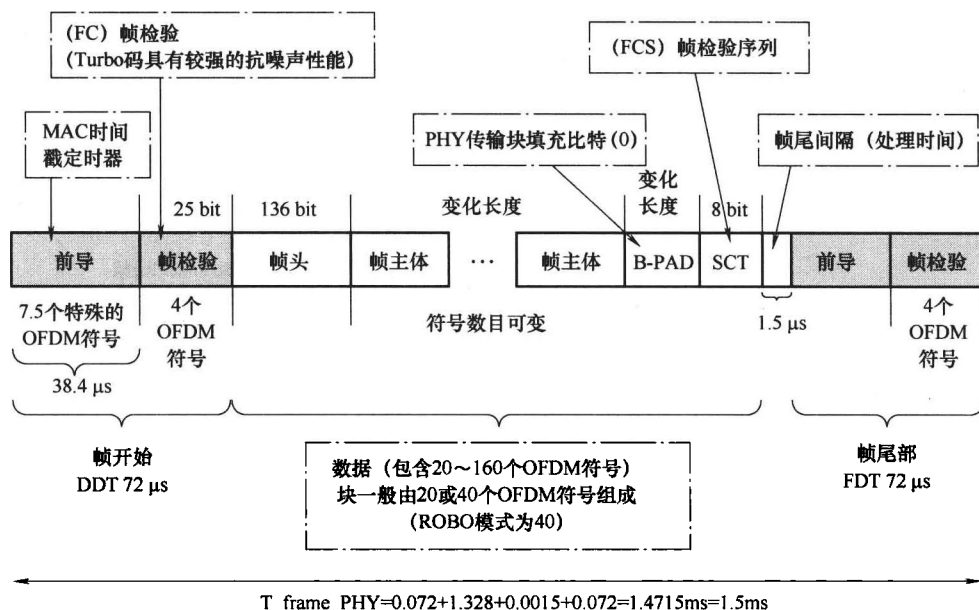 (FC) 帧检验
(Turbo码具有较强的抗噪声性能)
(FCS) 帧检验序列
MAC时间
戳定时器
PHY传输块填充比特(0)
帧尾间隔 (处理时间)
25 bit
136 bit
变化长度
变化
长度
8 bit
前导
帧检验
帧头
帧主体
…
帧主体
B-PAD
SCT
前导
帧检验
7.5个特殊的
OFDM符号
4个
OFDM
符号
符号数目可变
1.5 μs
4个
OFDM
符号
38.4 μs
帧开始
DDT 72 μs
数据 (包含20～160个OFDM符号)
块一般由20或40个OFDM符号组成
(ROBO模式为40)
帧尾部
FDT 72 μs
T_frame_PHY=0.072+1.328+0.0015+0.072=1.4715ms=1.5ms